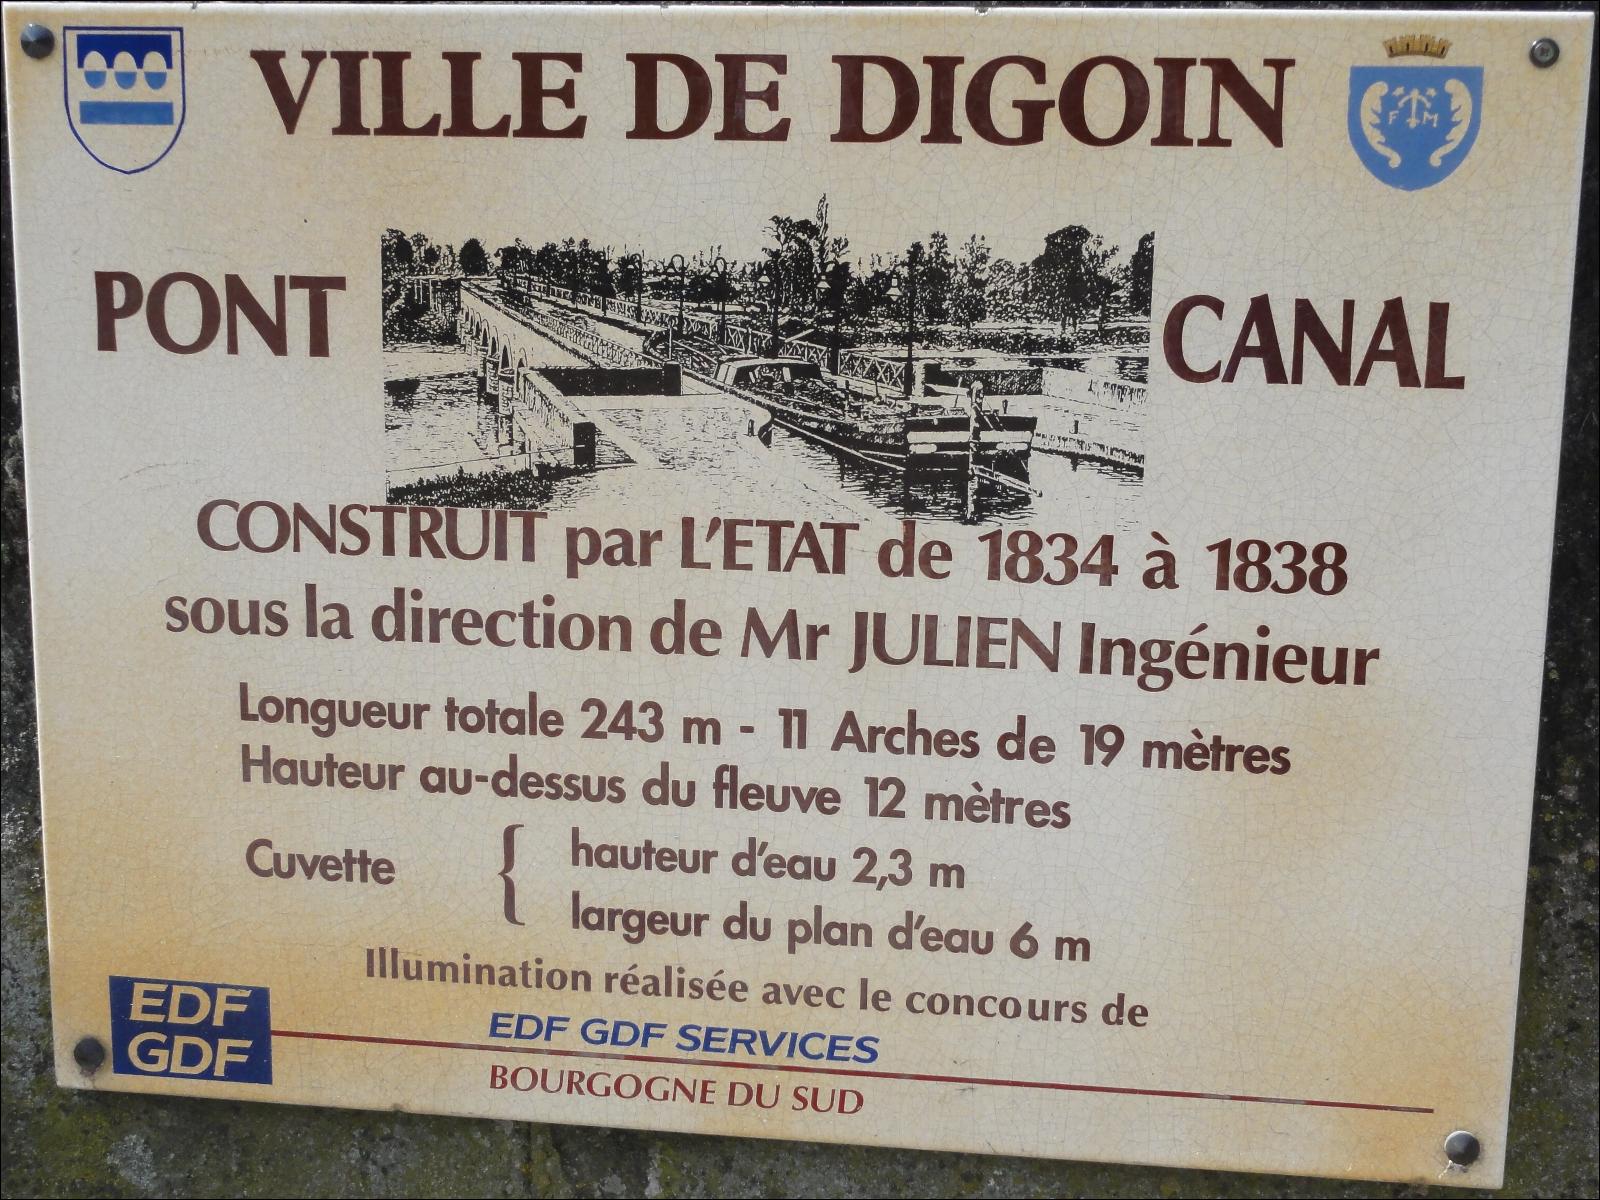 VILLE DE DIGOIN
F M
PONT CANAL
CONSTRUIT par L'ETAT de 1834 à 1838
sous la direction de Mr JULIEN Ingénieur
Longueur totale 243 m - 11 Arches de 19 mètres
Hauteur au-dessus du fleuve 12 mètres
Cuvette { hauteur d'eau 2,3 m
largeur du plan d'eau 6 m
Illumination réalisée avec le concours de
EDF
GDF
EDF GDF SERVICES
BOURGOGNE DU SUD